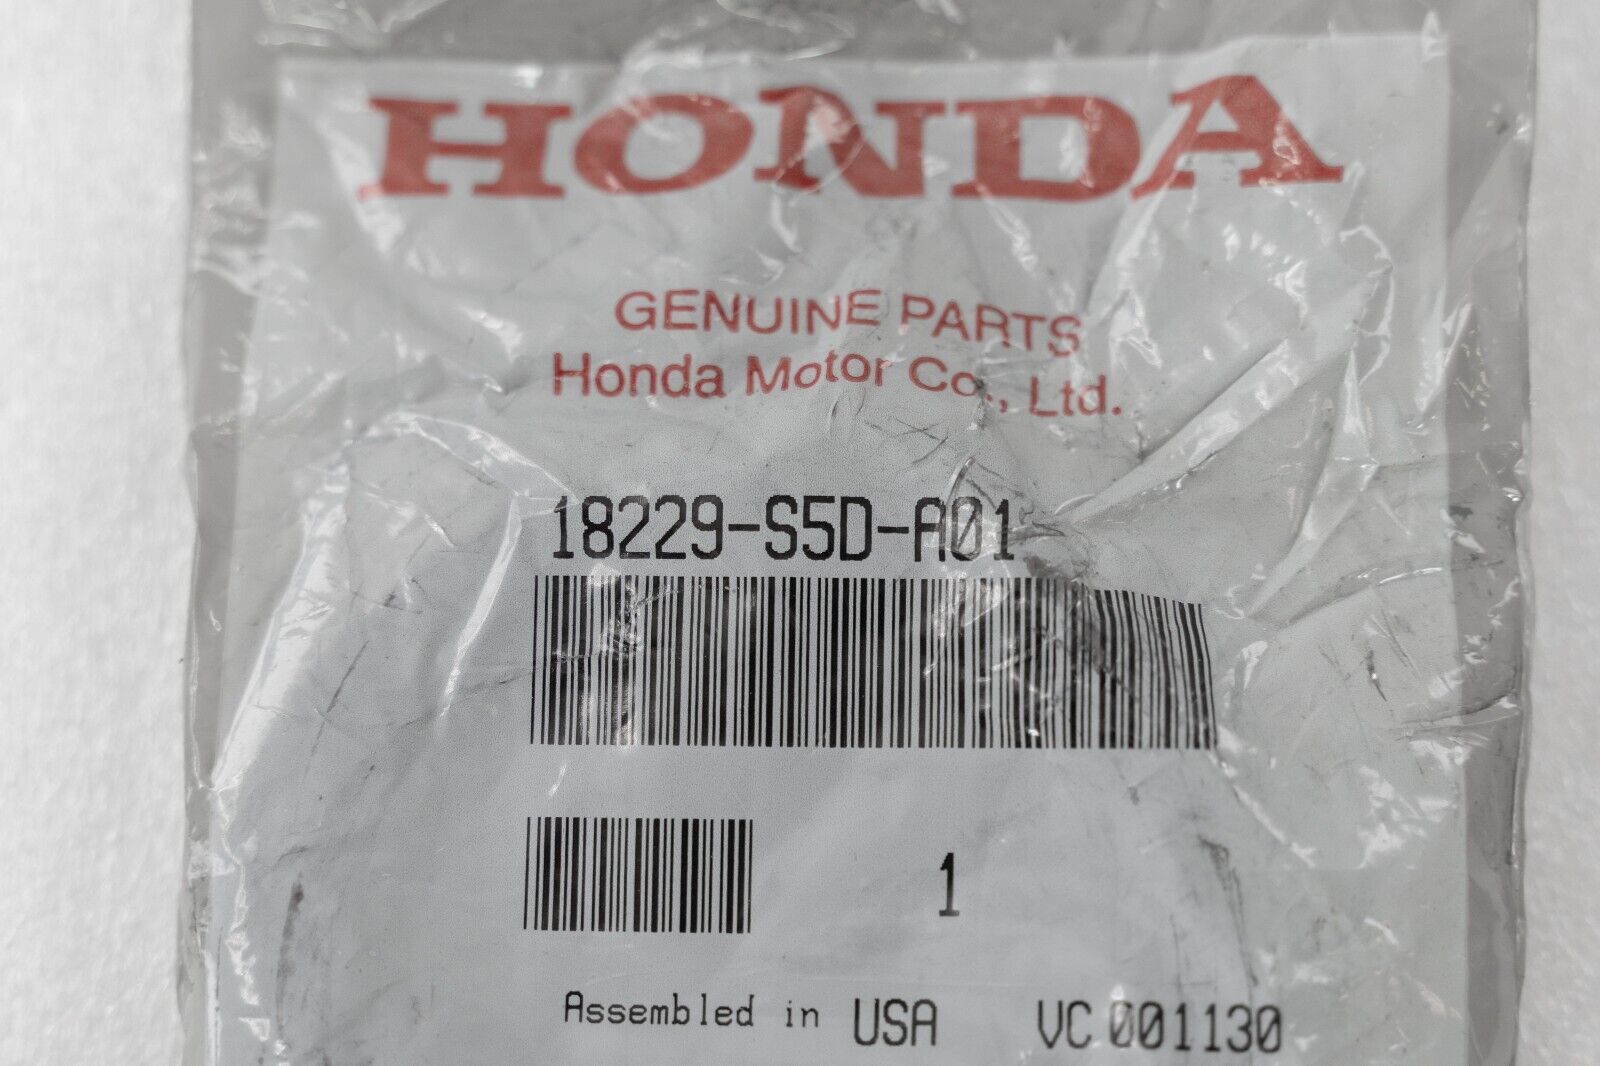 HONDA
GENUINE PARTS
Honda Motor Co., Ltd.
18229-S5D-A01
1
Assembled in USA VC 001130